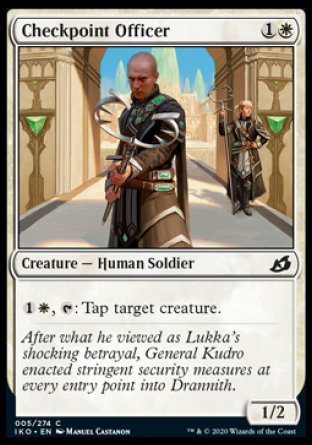 Checkpoint Officer 1
Creature — Human Soldier
1 , : Tap target creature.
After what he viewed as Lukka's
shocking betrayal, General Kudro
enacted stringent security measures at
every entry point into Drannith.
1/2
005/274 C
IKO • EN Manuel Castanon ™ & © 2020 Wizards of the Coast